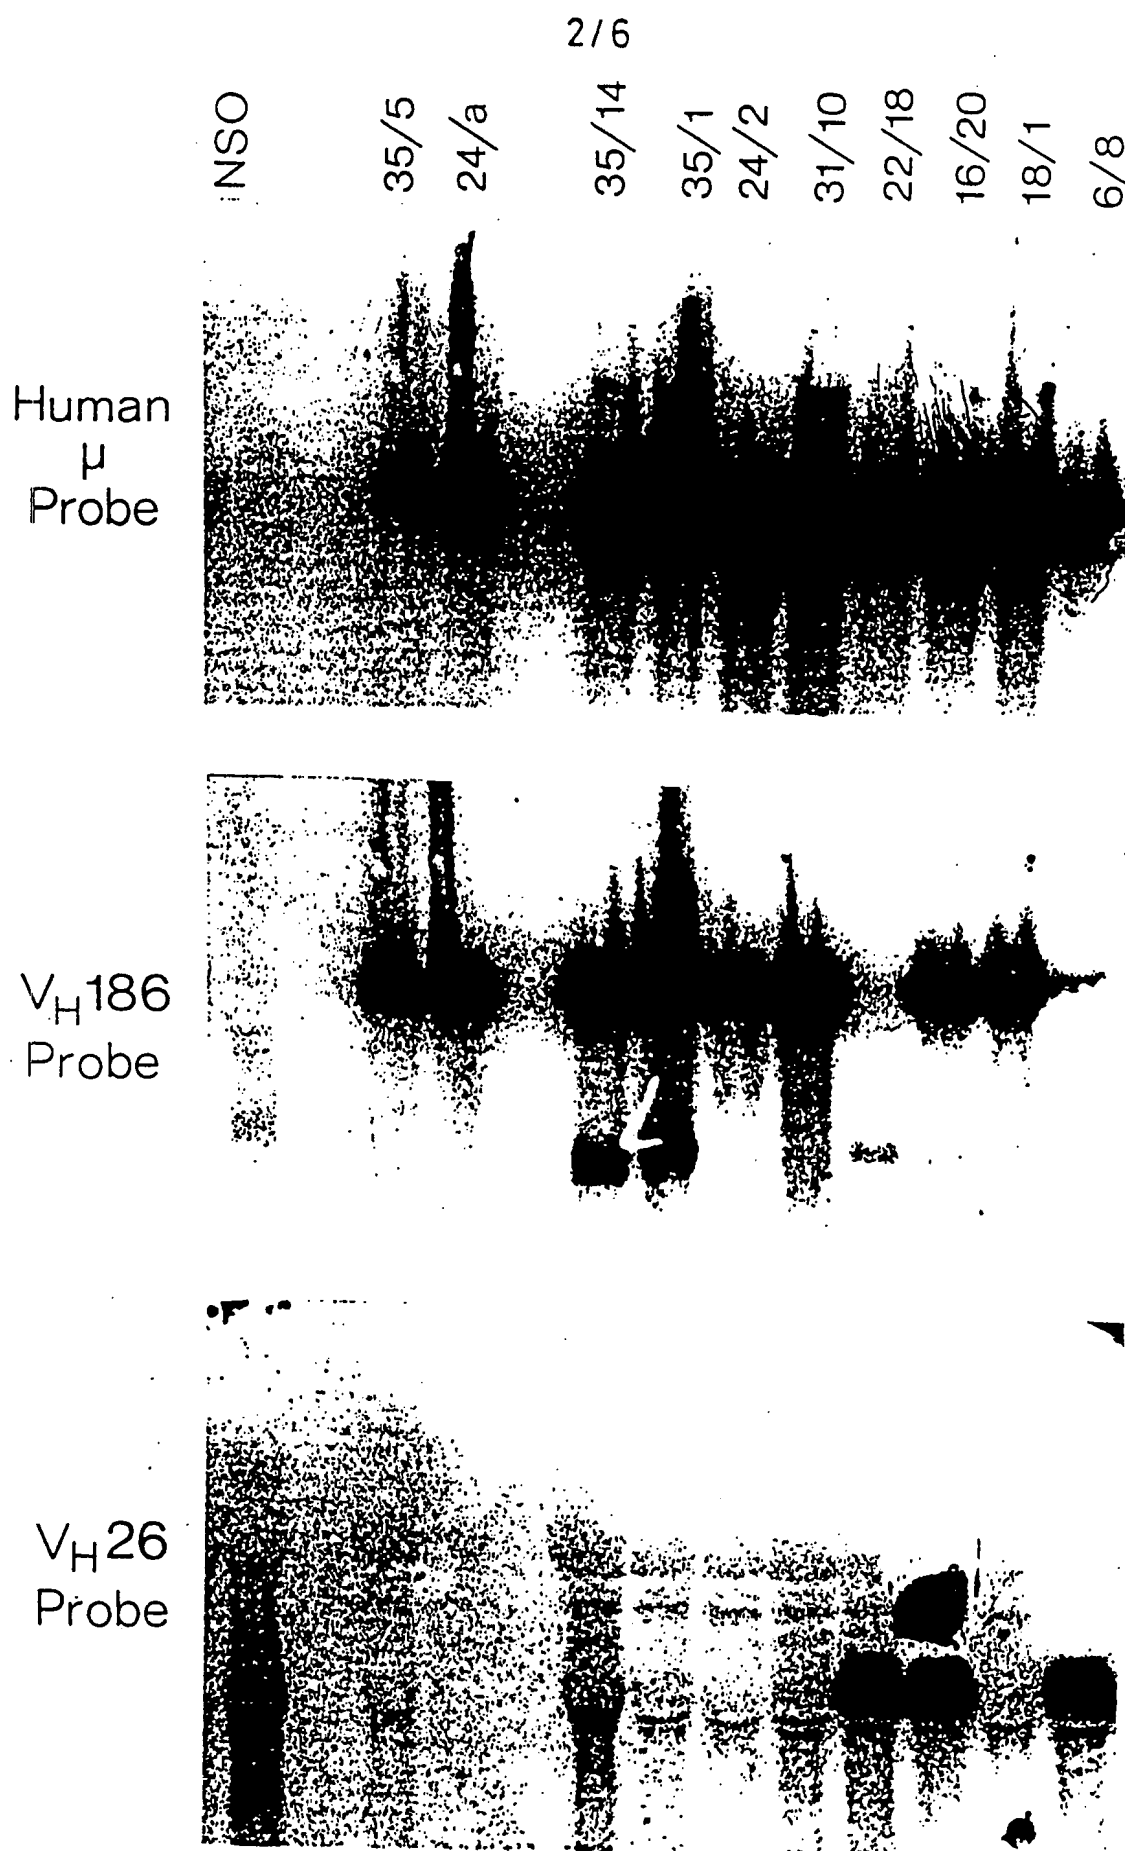 2/6
NSO 35/5 24/a 35/14 35/1 24/2 31/10 22/18 16/20 18/1 6/8
Human
μ
Probe
VH186
Probe
VH26
Probe